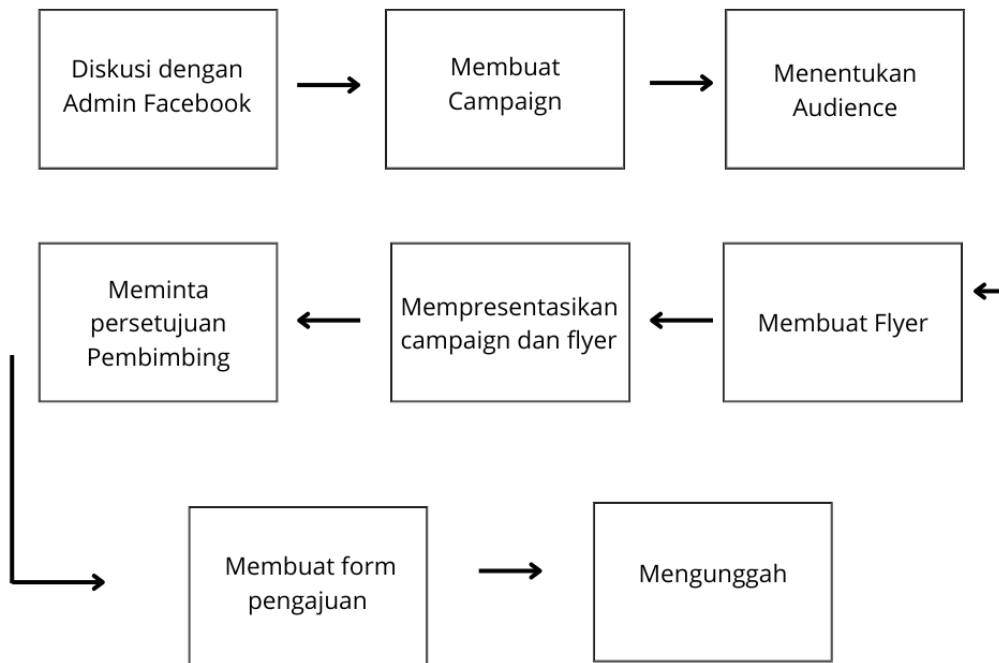 Diskusi dengan
Admin Facebook
Membuat
Campaign
Menentukan
Audience
Membuat Flyer
Mempresentasikan
campaign dan flyer
Meminta
persetujuan
Pembimbing
Membuat form
pengajuan
Mengunggah